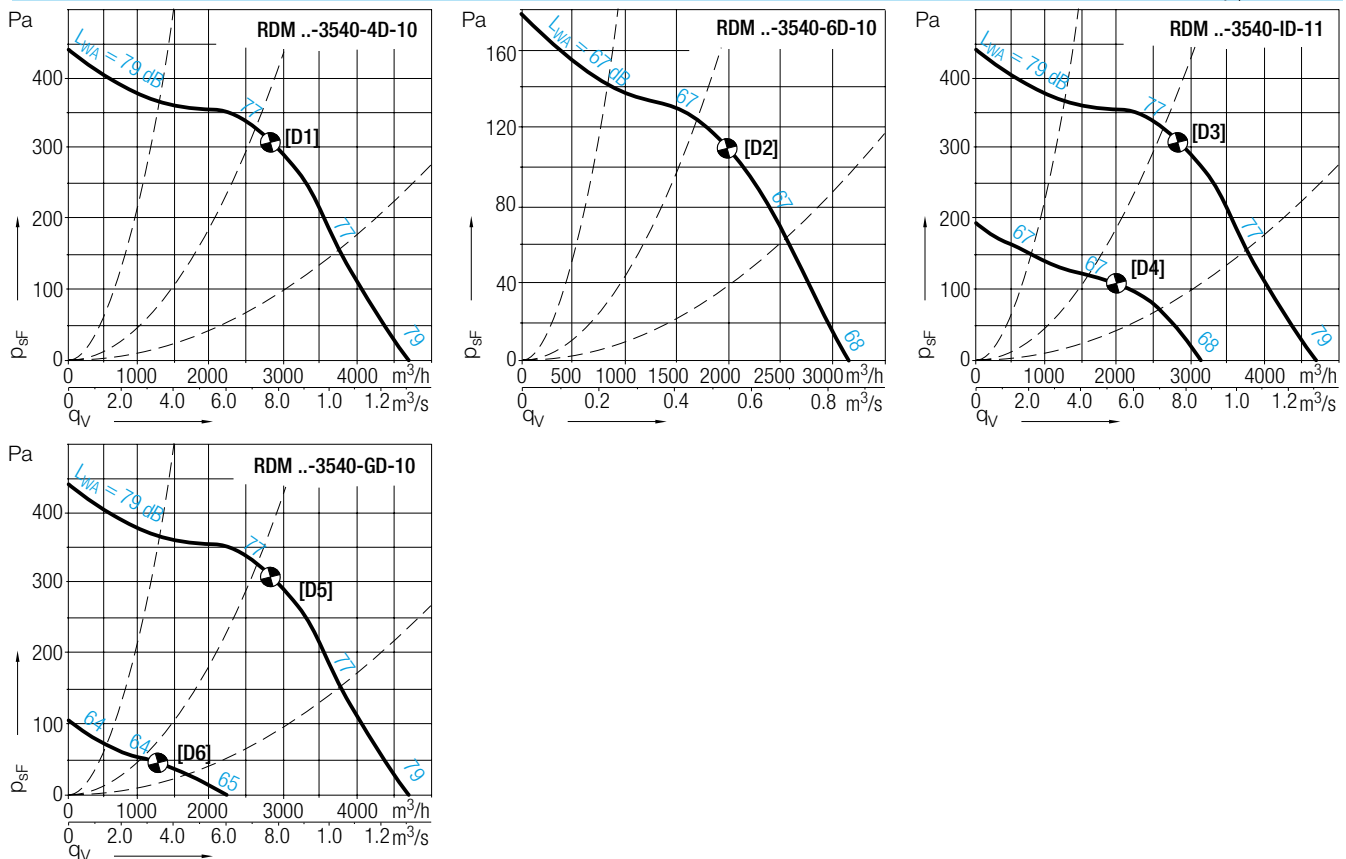 Pa
RDM ..-3540-4D-10
LWA = 79 dB
400
77
[D1]
300
200
77
100
psF
79
0
0 1000 2000 3000 4000 m³/h
0 2.0 4.0 6.0 8.0 1.0 1.2 m³/s
qV
Pa
RDM ..-3540-6D-10
160
LWA = 67 dB
67
120
[D2]
80
67
40
psF
68
0
0 500 1000 1500 2000 2500 3000 m³/h
0 0.2 0.4 0.6 0.8 m³/s
qV
Pa
RDM ..-3540-ID-11
LWA = 79 dB
400
77
[D3]
300
200
67
77
67
[D4]
100
psF
68
79
0
0 1000 2000 3000 4000 m³/h
0 2.0 4.0 6.0 8.0 1.0 1.2 m³/s
qV
Pa
RDM ..-3540-GD-10
LWA = 79 dB
400
77
300
[D5]
200
77
100
64
64
[D6]
psF
65
79
0
0 1000 2000 3000 4000 m³/h
0 2.0 4.0 6.0 8.0 1.0 1.2 m³/s
qV